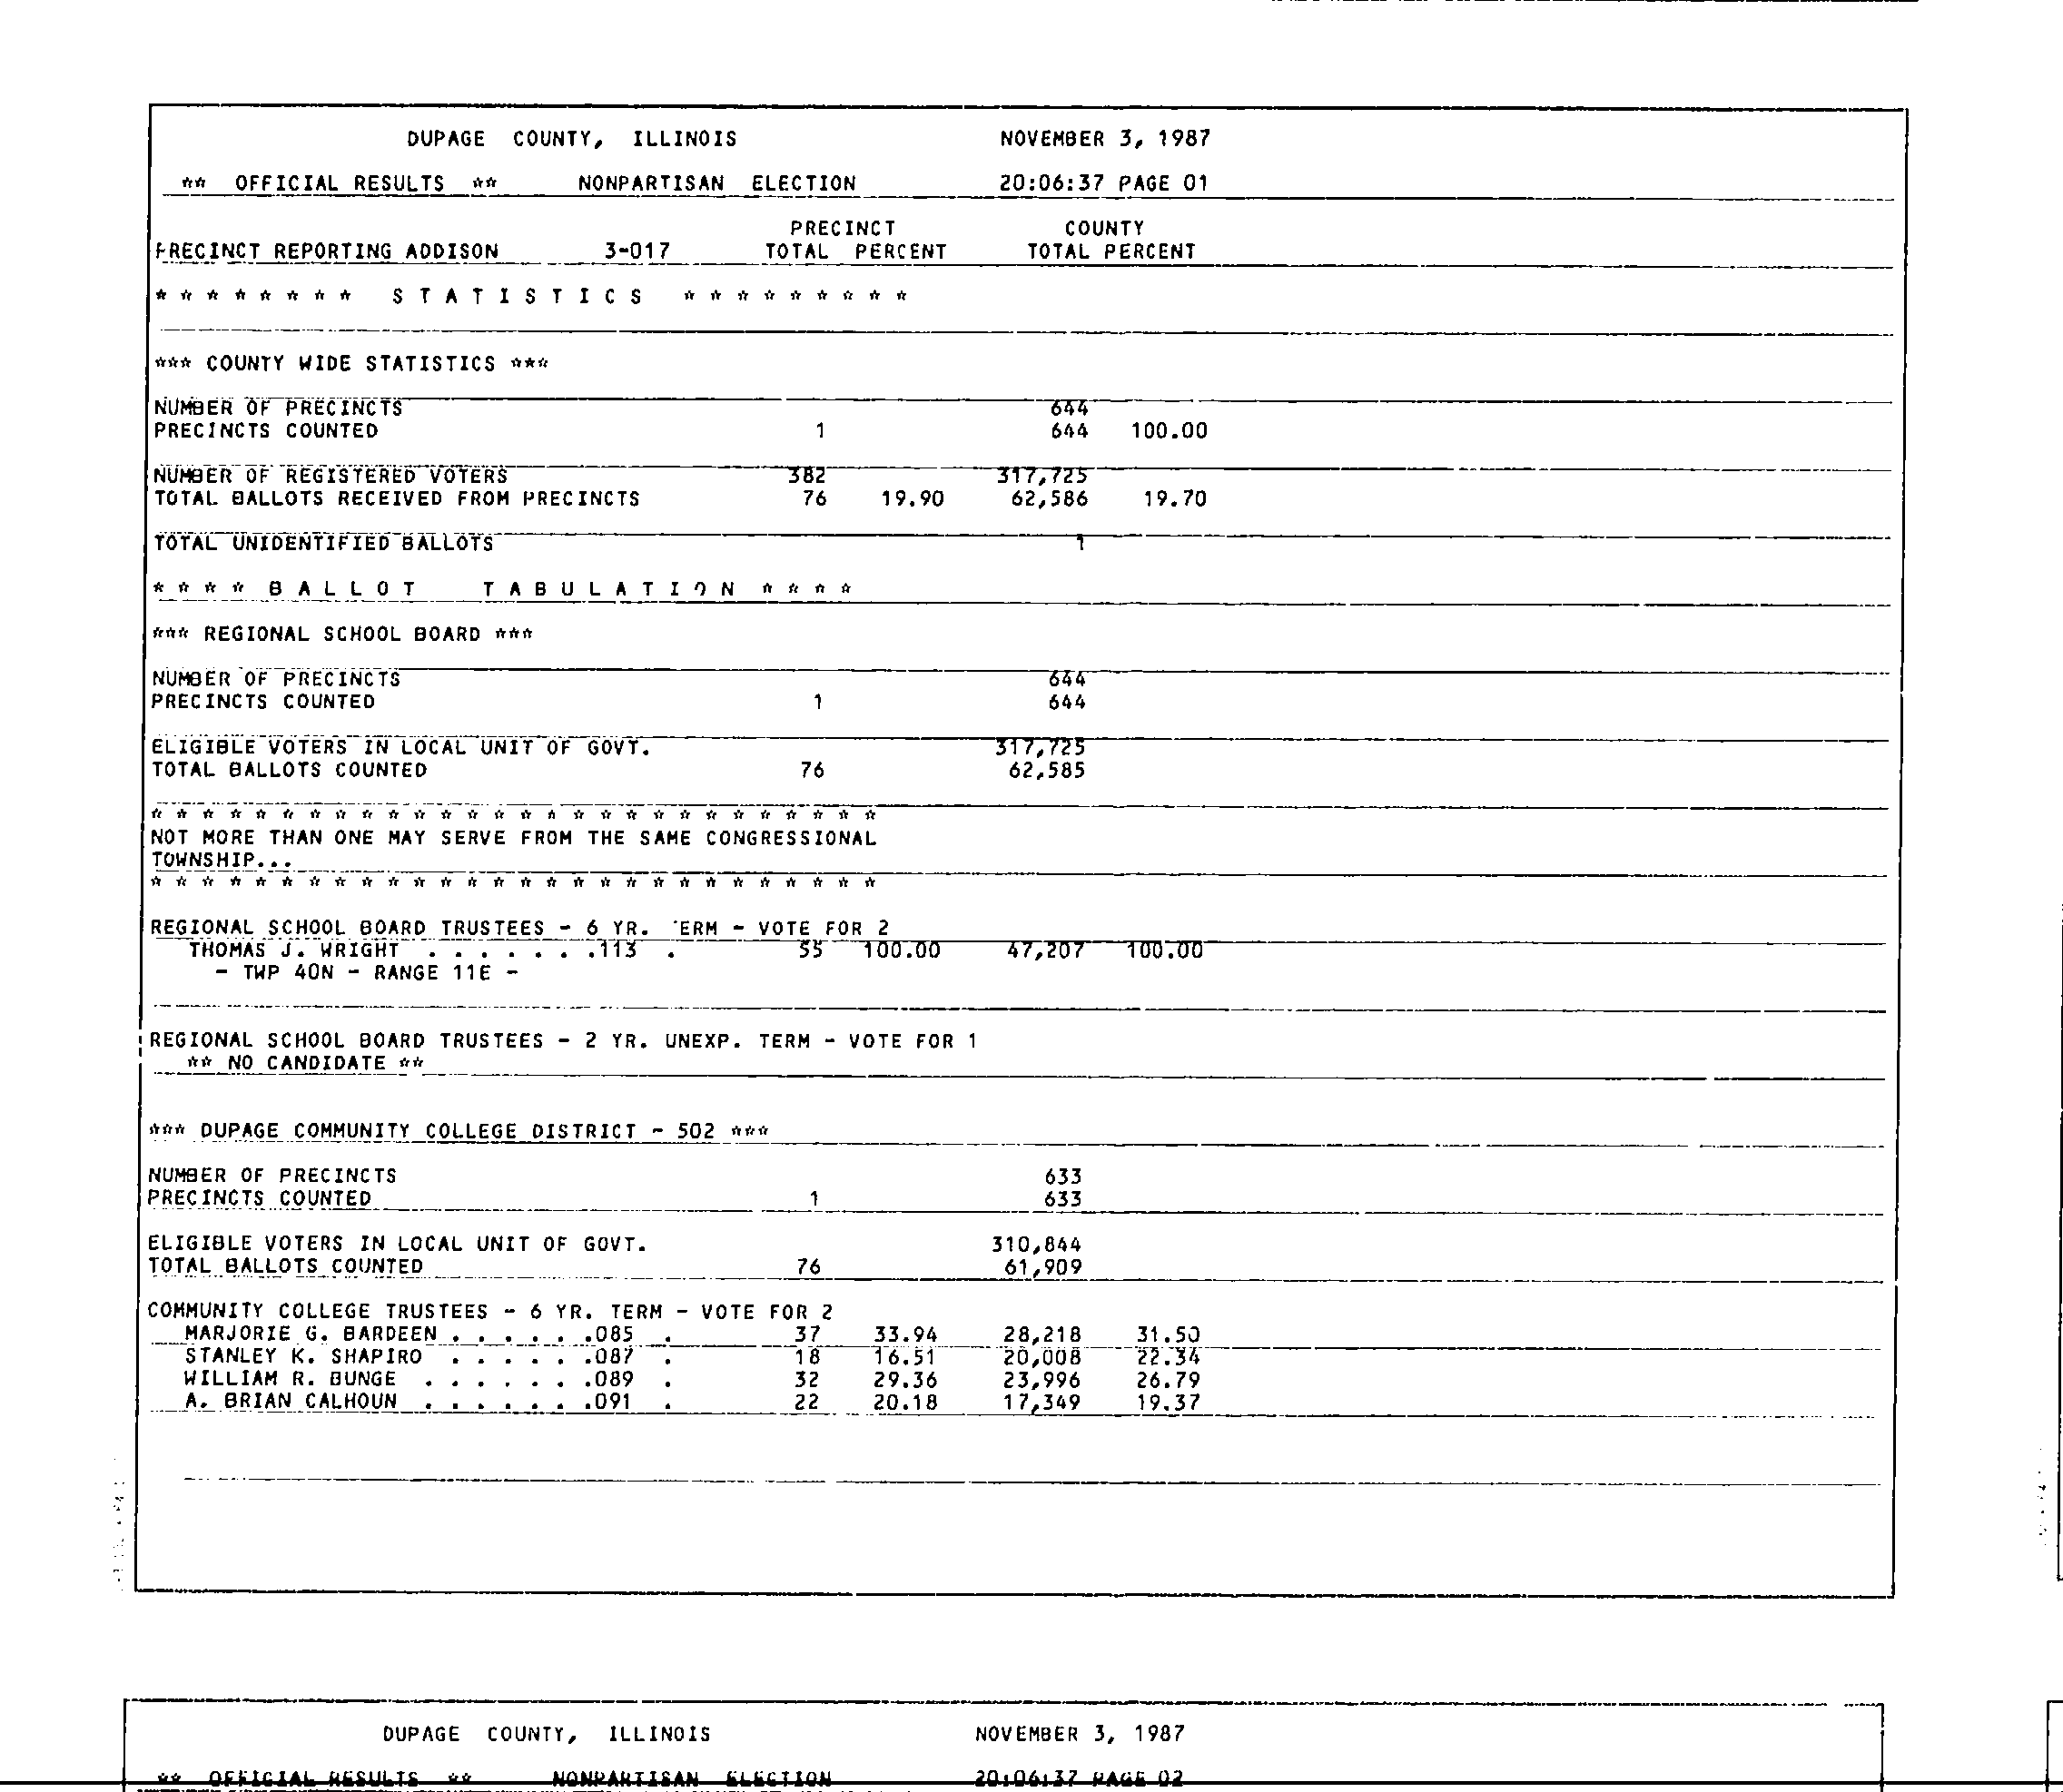 DUPAGE COUNTY, ILLINOIS NOVEMBER 3, 1987
** OFFICIAL RESULTS ** NONPARTISAN ELECTION 20:06:37 PAGE 01
PRECINCT COUNTY
PRECINCT REPORTING ADDISON 3-017 TOTAL PERCENT TOTAL PERCENT
* * * * * * * * S T A T I S T I C S * * * * * * * * *
*** COUNTY WIDE STATISTICS ***
NUMBER OF PRECINCTS 644
PRECINCTS COUNTED 1 644 100.00
NUMBER OF REGISTERED VOTERS 382 317,725
TOTAL BALLOTS RECEIVED FROM PRECINCTS 76 19.90 62,586 19.70
TOTAL UNIDENTIFIED BALLOTS 1
* * * * B A L L O T T A B U L A T I O N * * * *
*** REGIONAL SCHOOL BOARD ***
NUMBER OF PRECINCTS 644
PRECINCTS COUNTED 1 644
ELIGIBLE VOTERS IN LOCAL UNIT OF GOVT. 317,725
TOTAL BALLOTS COUNTED 76 62,585
* * * * * * * * * * * * * * * * * * * * * * * * * * * *
NOT MORE THAN ONE MAY SERVE FROM THE SAME CONGRESSIONAL
TOWNSHIP...
* * * * * * * * * * * * * * * * * * * * * * * * * * * *
REGIONAL SCHOOL BOARD TRUSTEES - 6 YR. 'ERM - VOTE FOR 2
THOMAS J. WRIGHT . . . . . . .113 . 55 100.00 47,207 100.00
- TWP 40N - RANGE 11E -
REGIONAL SCHOOL BOARD TRUSTEES - 2 YR. UNEXP. TERM - VOTE FOR 1
** NO CANDIDATE **
*** DUPAGE COMMUNITY COLLEGE DISTRICT - 502 ***
NUMBER OF PRECINCTS 633
PRECINCTS COUNTED 1 633
ELIGIBLE VOTERS IN LOCAL UNIT OF GOVT. 310,844
TOTAL BALLOTS COUNTED 76 61,909
COMMUNITY COLLEGE TRUSTEES - 6 YR. TERM - VOTE FOR 2
MARJORIE G. BARDEEN . . . . . .085 . 37 33.94 28,218 31.50
STANLEY K. SHAPIRO . . . . . .087 . 18 16.51 20,008 22.34
WILLIAM R. BUNGE . . . . . . .089 . 32 29.36 23,996 26.79
A. BRIAN CALHOUN . . . . . . .091 . 22 20.18 17,349 19.37
DUPAGE COUNTY, ILLINOIS NOVEMBER 3, 1987
** OFFICIAL RESULTS ** NONPARTISAN ELECTION 20:06:37 PAGE 02